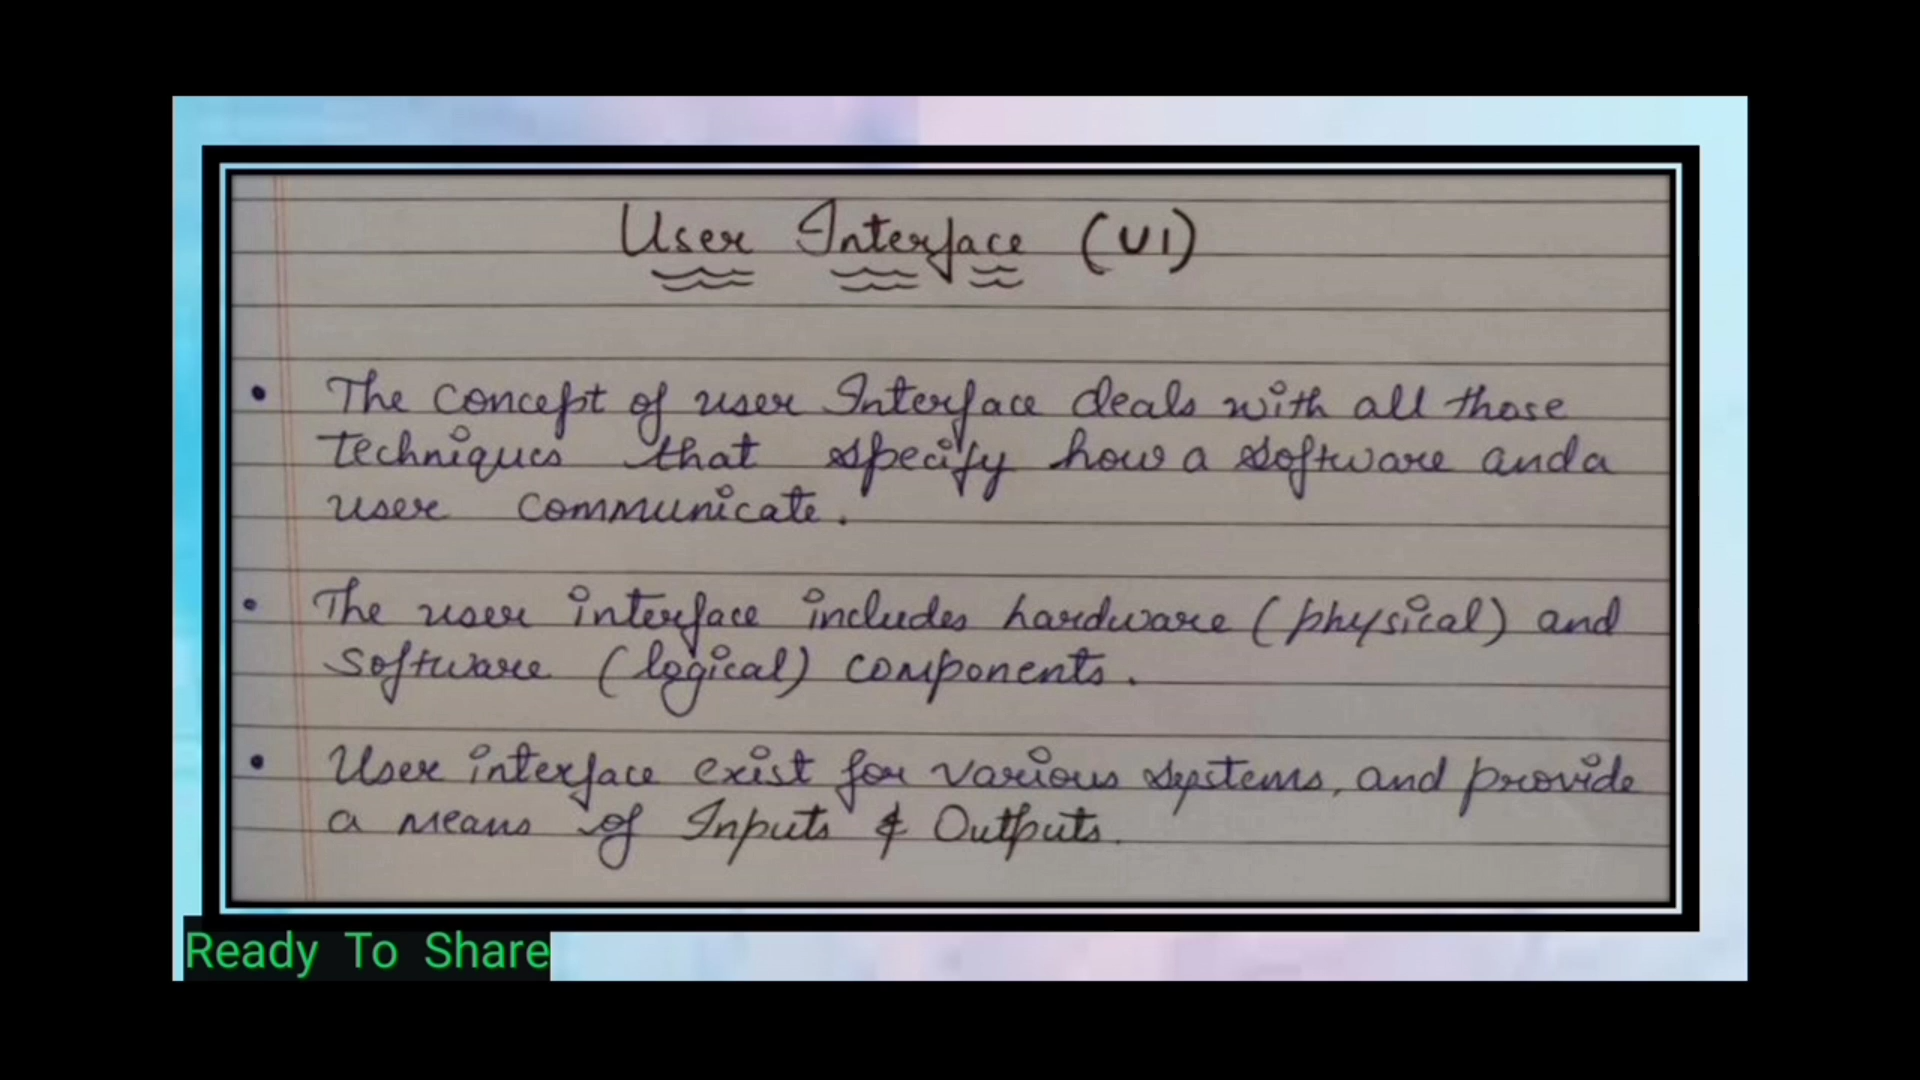 User Interface (UI)
• The concept of user Interface deals with all those
techniques that specify how a software and a
user communicate.
• The user interface includes hardware (physical) and
software (logical) components.
• User interface exist for various systems, and provide
a means of Inputs & Outputs.
Ready To Share